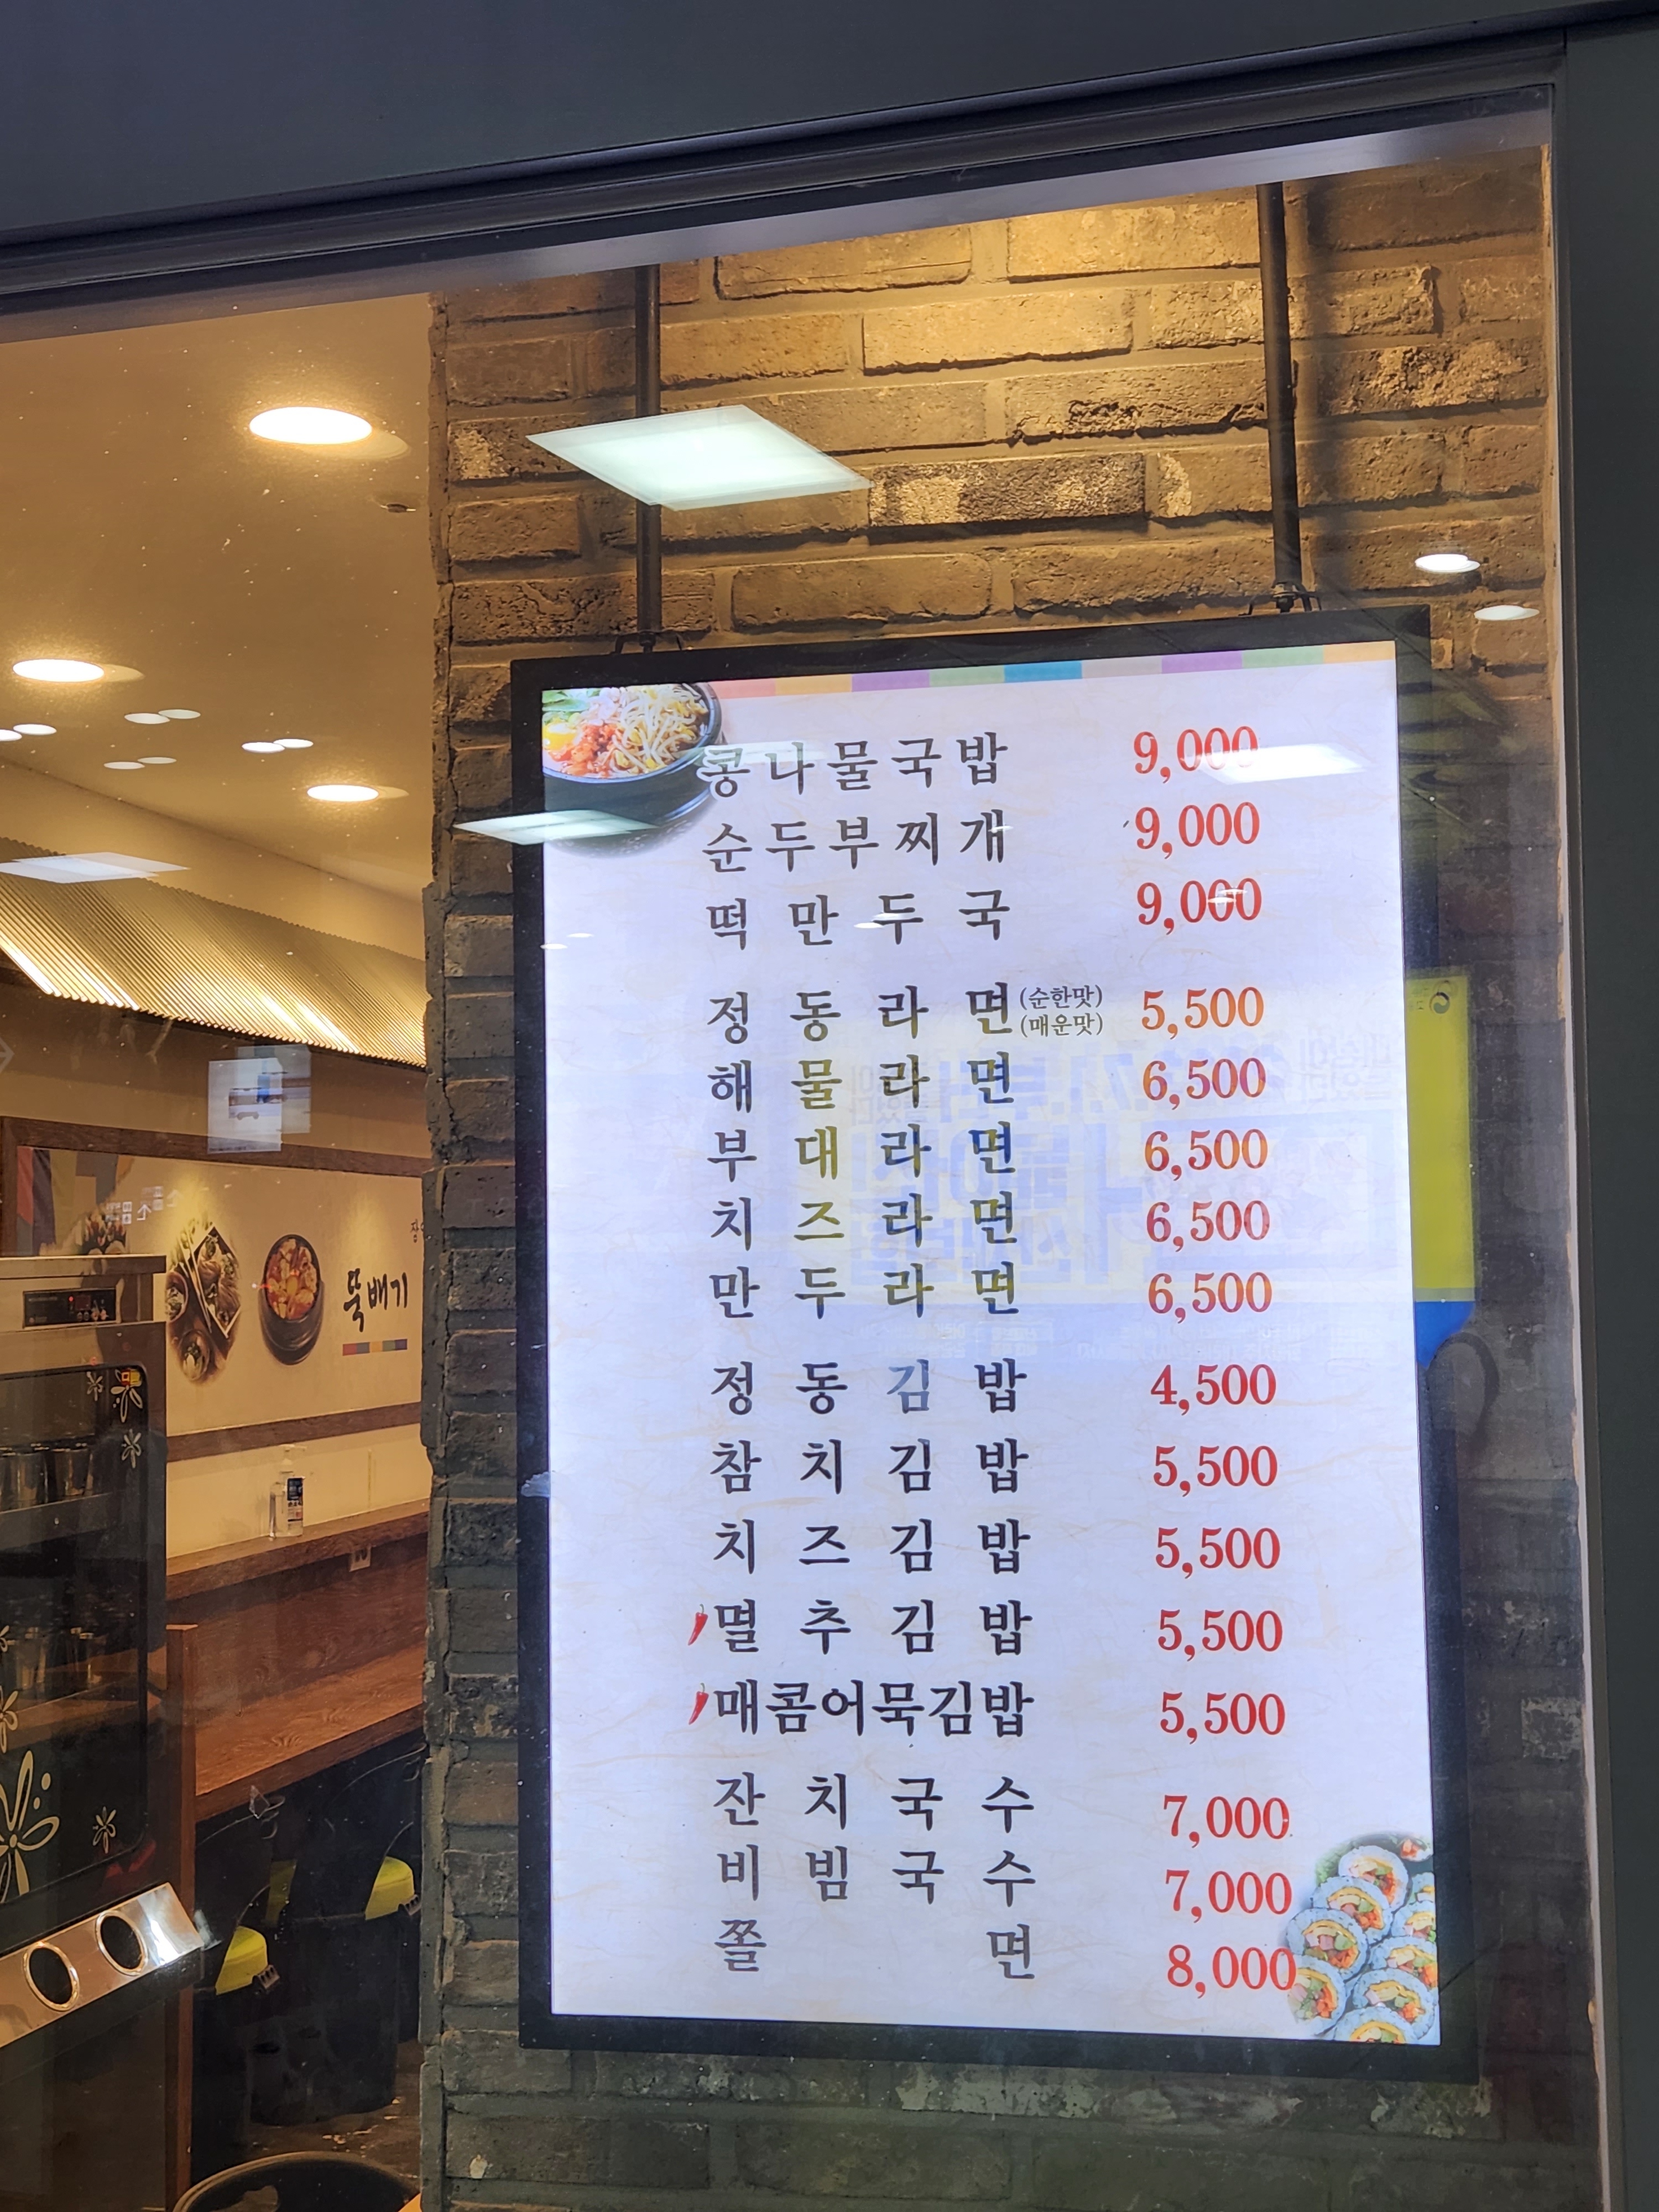 콩나물국밥 9,000
순두부찌개 9,000
떡만두국 9,000
정동라면 (순한맛) (매운맛) 5,500
해물라면 6,500
부대라면 6,500
치즈라면 6,500
만두라면 6,500
정동김밥 4,500
참치김밥 5,500
치즈김밥 5,500
멸추김밥 5,500
매콤어묵김밥 5,500
잔치국수 7,000
비빔국수 7,000
쫄면 8,000
뚝배기